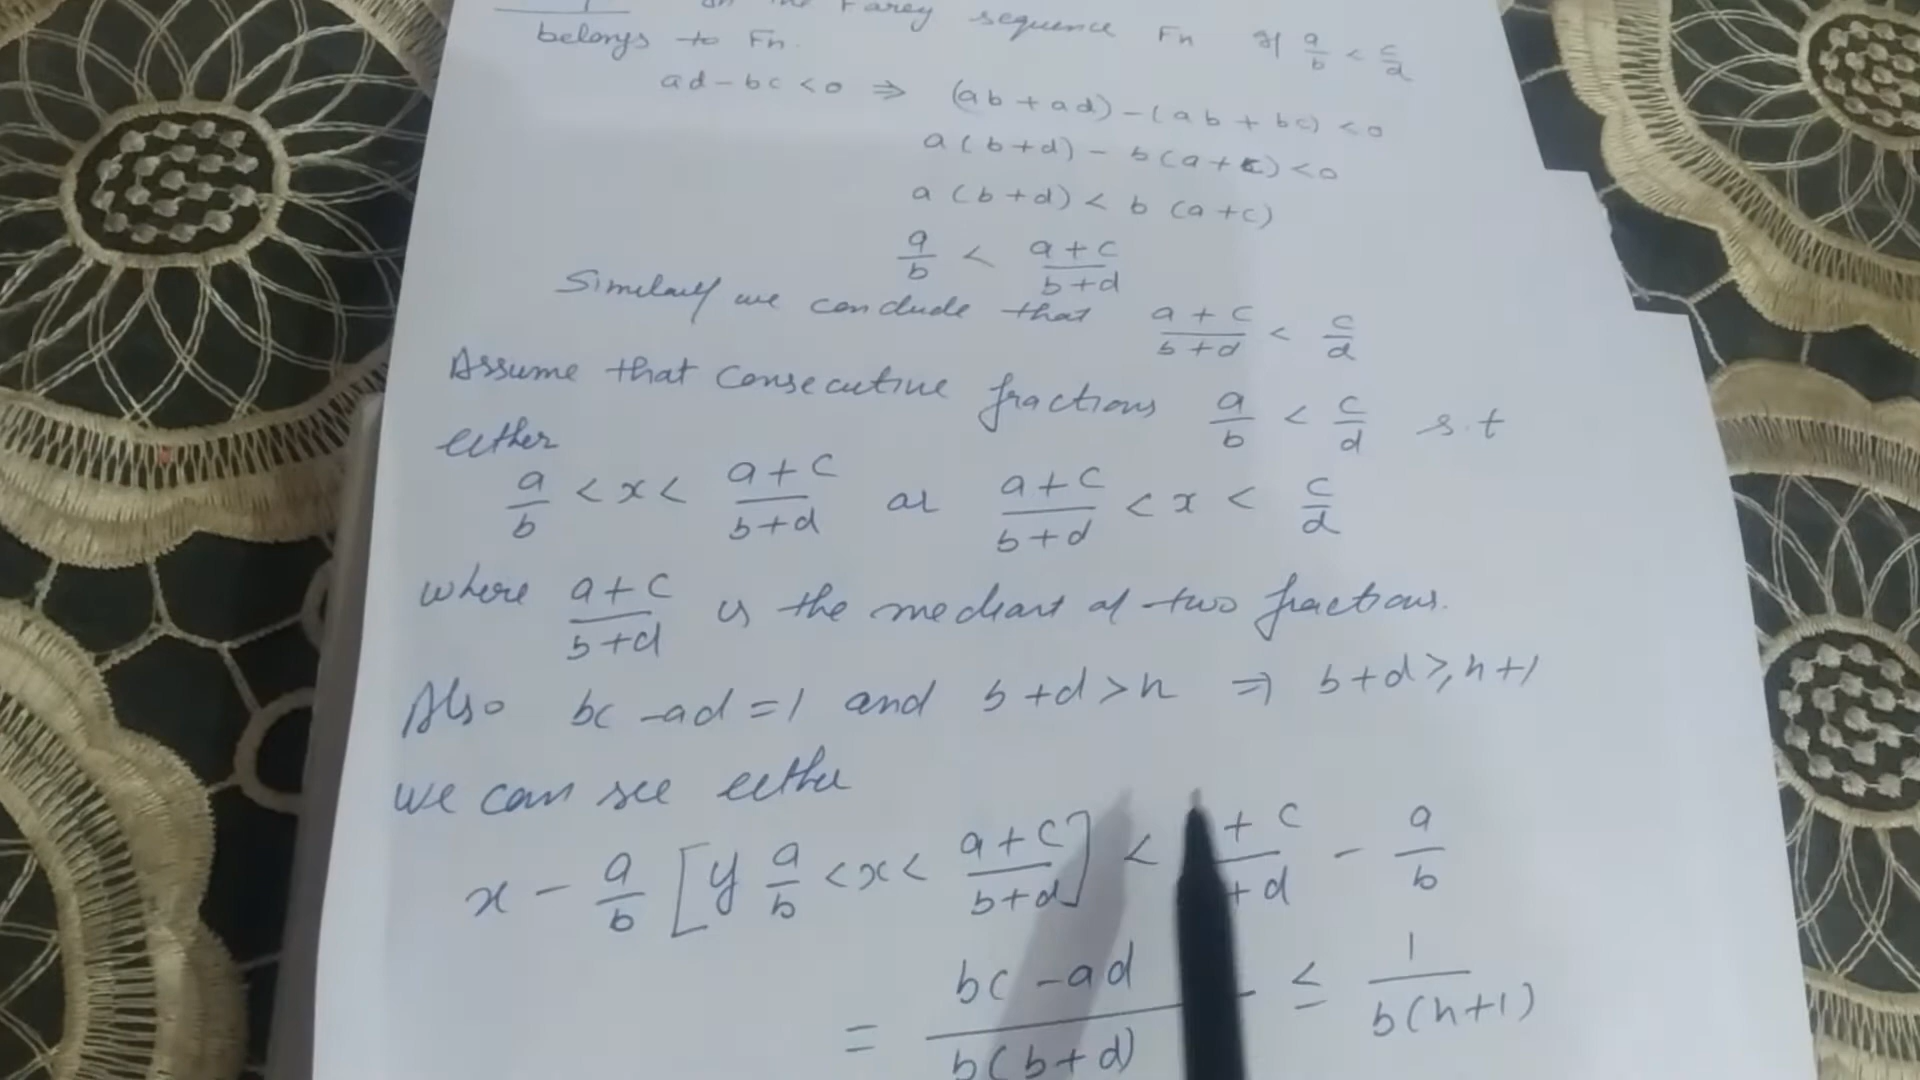 the Farey sequence Fn If a/b < c/d
belongs to Fn.
ad - bc < 0 ⇒ (ab + ad) - (ab + bc) < 0
a(b+d) - b(a+c) < 0
a(b+d) < b(a+c)
a/b < a+c/b+d
Similarly we conclude that a+c/b+d < c/d
Assume that consecutive fractions a/b < c/d s.t
either
a/b < x < a+c/b+d or a+c/b+d < x < c/d
where a+c/b+d is the mediant of two fractions.
Also bc - ad = 1 and b+d > n ⇒ b+d ≥ n+1
we can see either
x - a/b [if a/b < x < a+c/b+d] < +c/+d - a/b
= bc - ad/b(b+d) ≤ 1/b(n+1)